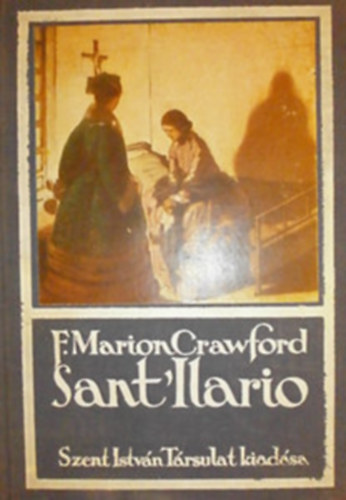 F. Marion Crawford
Sant'Ilario
Szent István Társulat kiadása